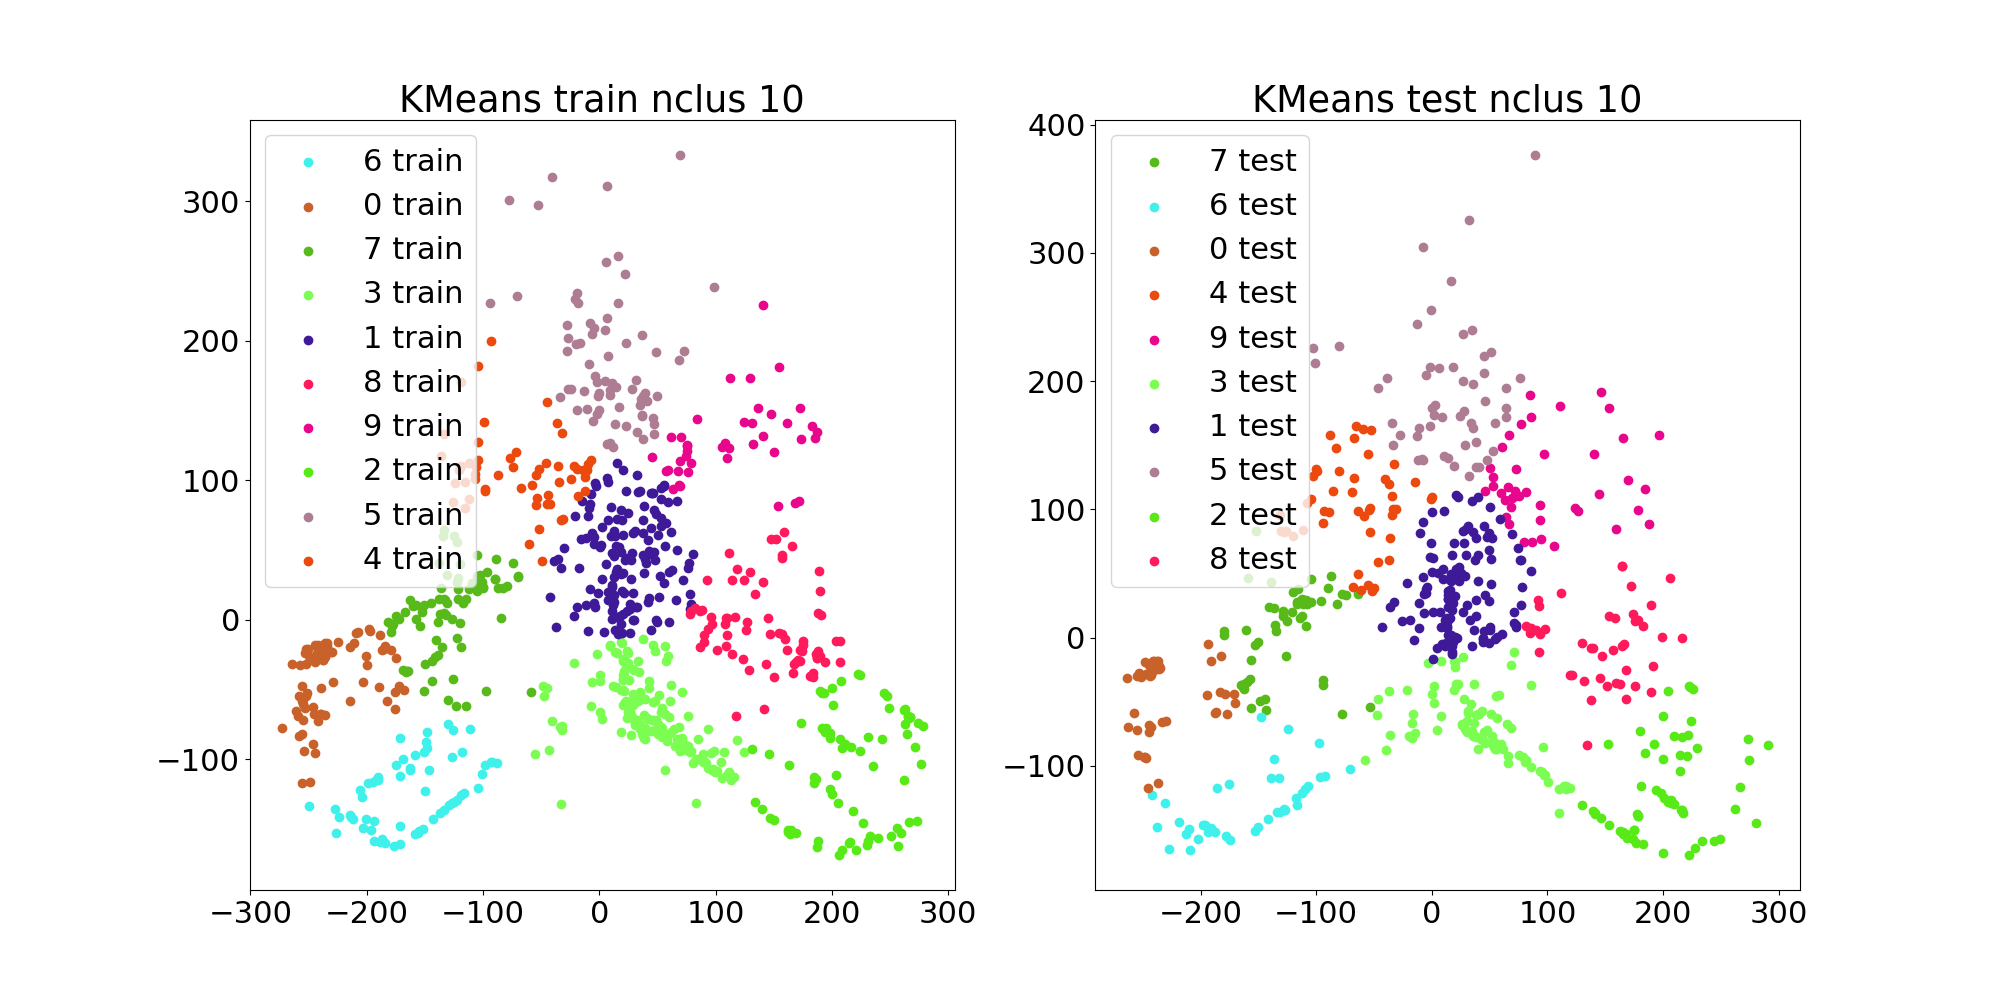 KMeans train nclus 10
6 train
0 train
7 train
3 train
1 train
8 train
9 train
2 train
5 train
4 train
300
200
100
0
−100
−300
−200
−100
0
100
200
300
KMeans test nclus 10
7 test
6 test
0 test
4 test
9 test
3 test
1 test
5 test
2 test
8 test
400
300
200
100
0
−100
−200
−100
0
100
200
300